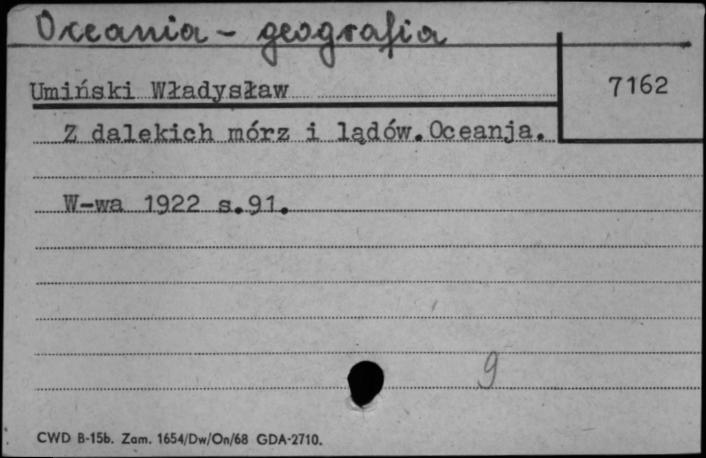 Oceania - geografia
7162
Umiński Władysław
Z dalekich mórz i lądów. Oceanja.
W-wa 1922 s.91.
9
CWD B-15b. Zam. 1654/Dw/On/68 GDA-2710.